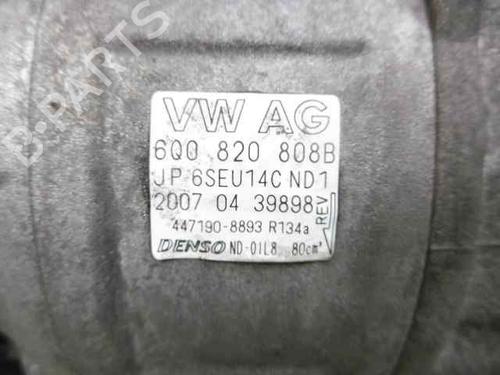 B-PARTS
VW AG
6Q0 820 808B
JP 6SEU14C ND1
2007 04 39898
REV
447190-8893 R134a
DENSO ND-OIL8 80cm³